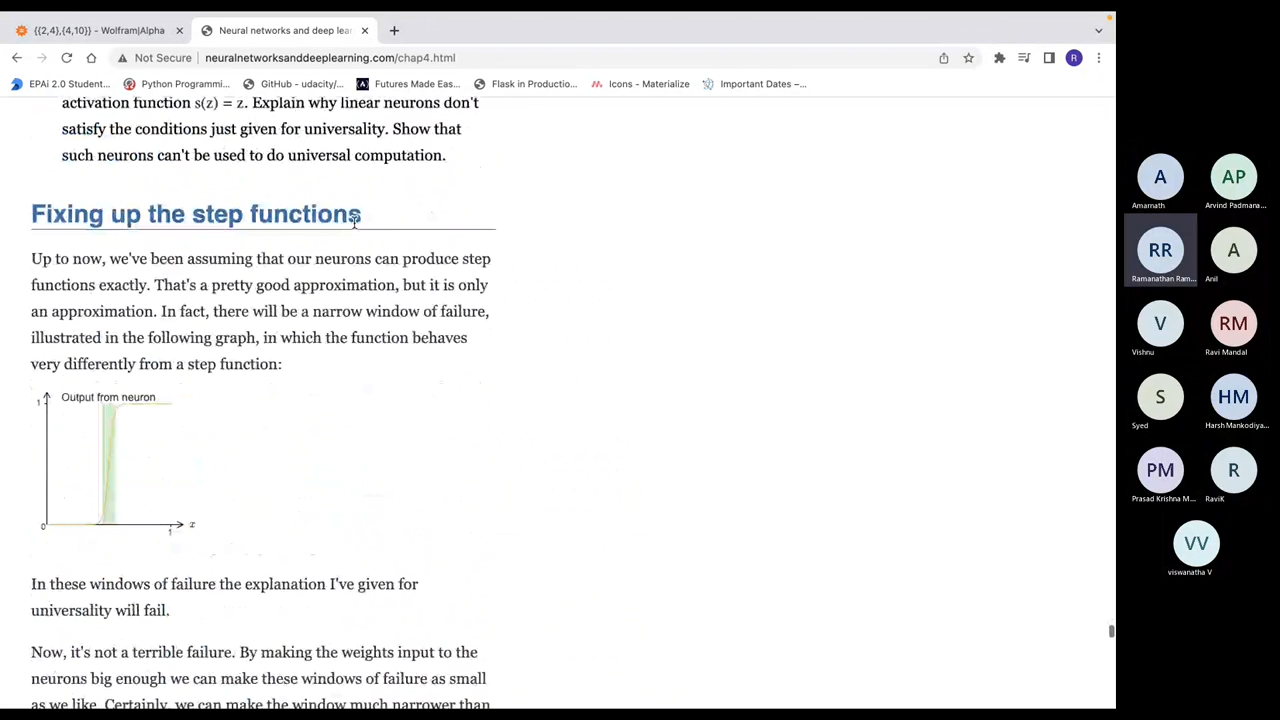 {{2,4},{4,10}} - Wolfram|Alpha
Neural networks and deep lear
Not Secure
neuralnetworksanddeeplearning.com/chap4.html
R
EPAi 2.0 Student...
Python Programmi...
GitHub - udacity/...
Futures Made Eas...
Flask in Production...
Icons - Materialize
Important Dates –...
activation function s(z) = z. Explain why linear neurons don't
satisfy the conditions just given for universality. Show that
such neurons can't be used to do universal computation.
Fixing up the step functions
Up to now, we've been assuming that our neurons can produce step
functions exactly. That's a pretty good approximation, but it is only
an approximation. In fact, there will be a narrow window of failure,
illustrated in the following graph, in which the function behaves
very differently from a step function:
Output from neuron
1
0
1
x
In these windows of failure the explanation I've given for
universality will fail.
Now, it's not a terrible failure. By making the weights input to the
neurons big enough we can make these windows of failure as small
as we like. Certainly, we can make the window much narrower than
A
Amarnath
AP
Arvind Padmana...
RR
Ramanathan Ram...
A
Anil
V
Vishnu
RM
Ravi Mandal
S
Syed
HM
Harsh Mankodiya...
PM
Prasad Krishna M...
R
RaviK
VV
viswanatha V